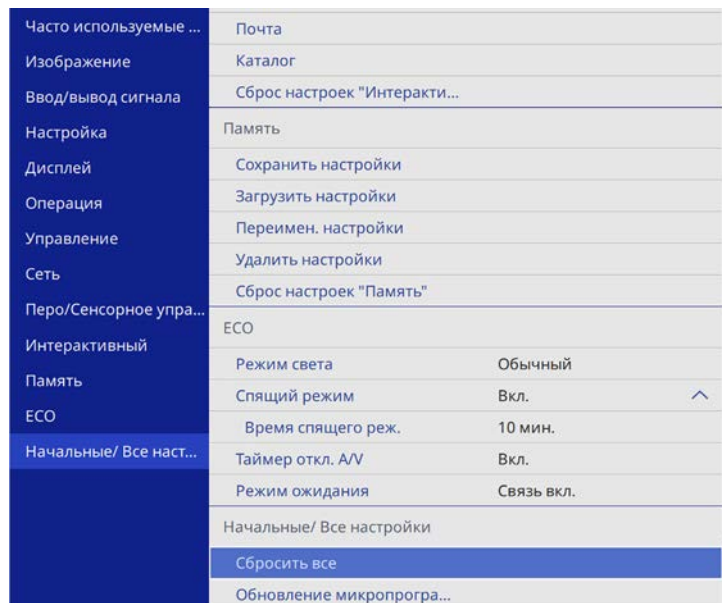 Часто используемые ...
Изображение
Ввод/вывод сигнала
Настройка
Дисплей
Операция
Управление
Сеть
Перо/Сенсорное упра...
Интерактивный
Память
ECO
Начальные/ Все наст...
Почта
Каталог
Сброс настроек "Интеракти...
Память
Сохранить настройки
Загрузить настройки
Переимен. настройки
Удалить настройки
Сброс настроек "Память"
ECO
Режим света Обычный
Спящий режим Вкл.
Время спящего реж. 10 мин.
Таймер откл. A/V Вкл.
Режим ожидания Связь вкл.
Начальные/ Все настройки
Сбросить все
Обновление микропрогра...